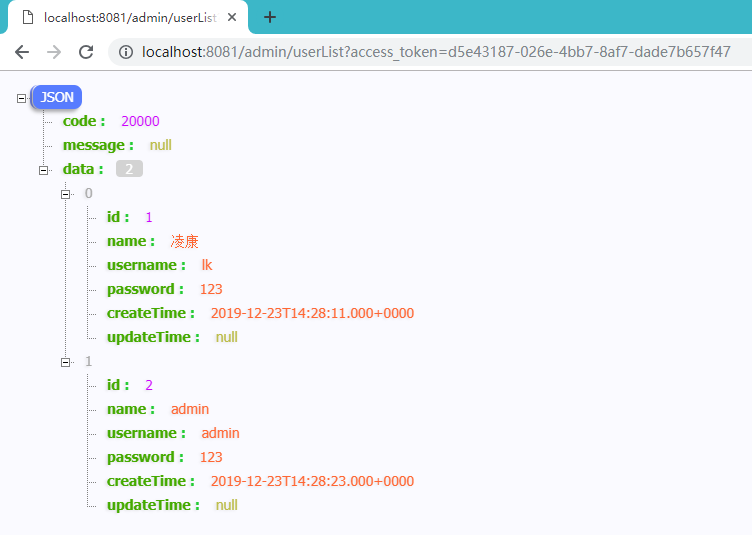 localhost:8081/admin/userList
localhost:8081/admin/userList?access_token=d5e43187-026e-4bb7-8af7-dade7b657f47
JSON
code : 20000
message : null
data : 2
0
id : 1
name : 凌康
username : lk
password : 123
createTime : 2019-12-23T14:28:11.000+0000
updateTime : null
1
id : 2
name : admin
username : admin
password : 123
createTime : 2019-12-23T14:28:23.000+0000
updateTime : null